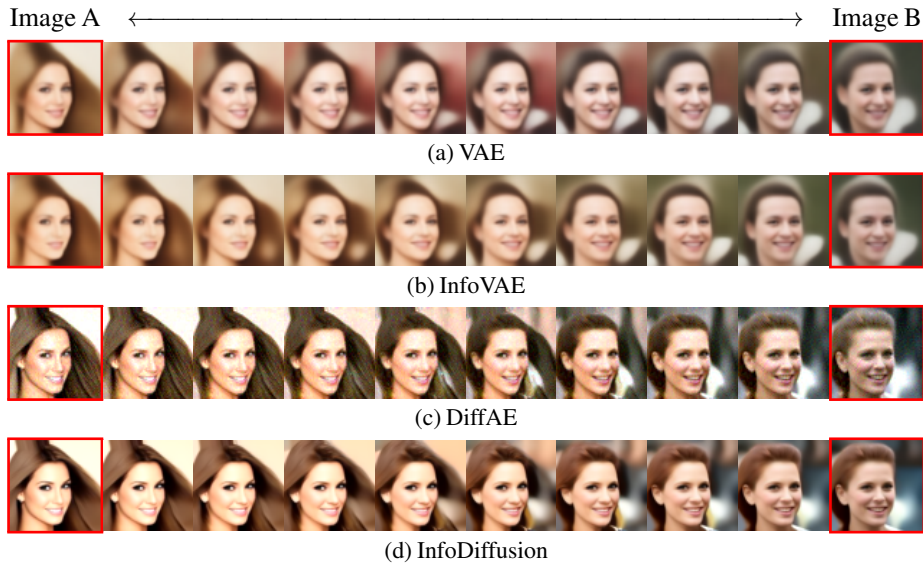 Image A Image B
(a) VAE
(b) InfoVAE
(c) DiffAE
(d) InfoDiffusion